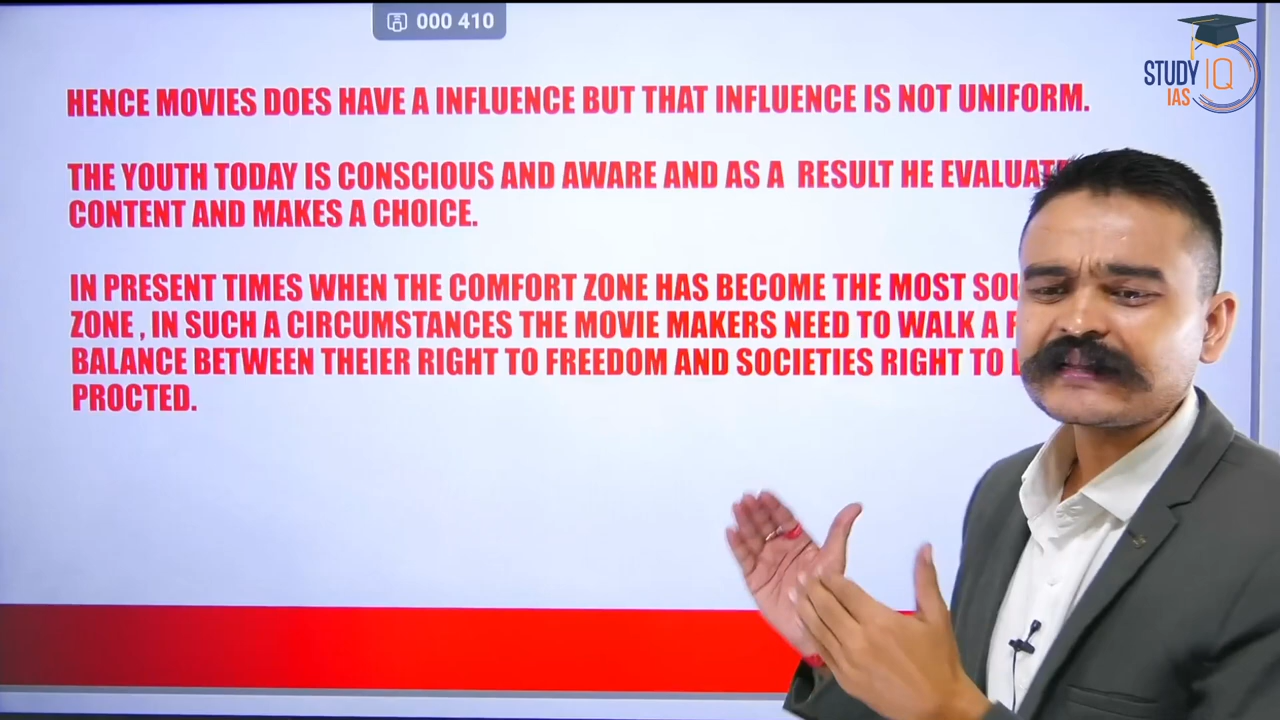 000 410
STUDY IQ
IAS
HENCE MOVIES DOES HAVE A INFLUENCE BUT THAT INFLUENCE IS NOT UNIFORM.
THE YOUTH TODAY IS CONSCIOUS AND AWARE AND AS A RESULT HE
CONTENT AND MAKES A CHOICE.
IN PRESENT TIMES WHEN THE COMFORT ZONE HAS BECOME THE MOST
ZONE , IN SUCH A CIRCUMSTANCES THE MOVIE MAKERS NEED TO WALK A
BALANCE BETWEEN THEIER RIGHT TO FREEDOM AND SOCIETIES RIGHT TO
PROCTED.